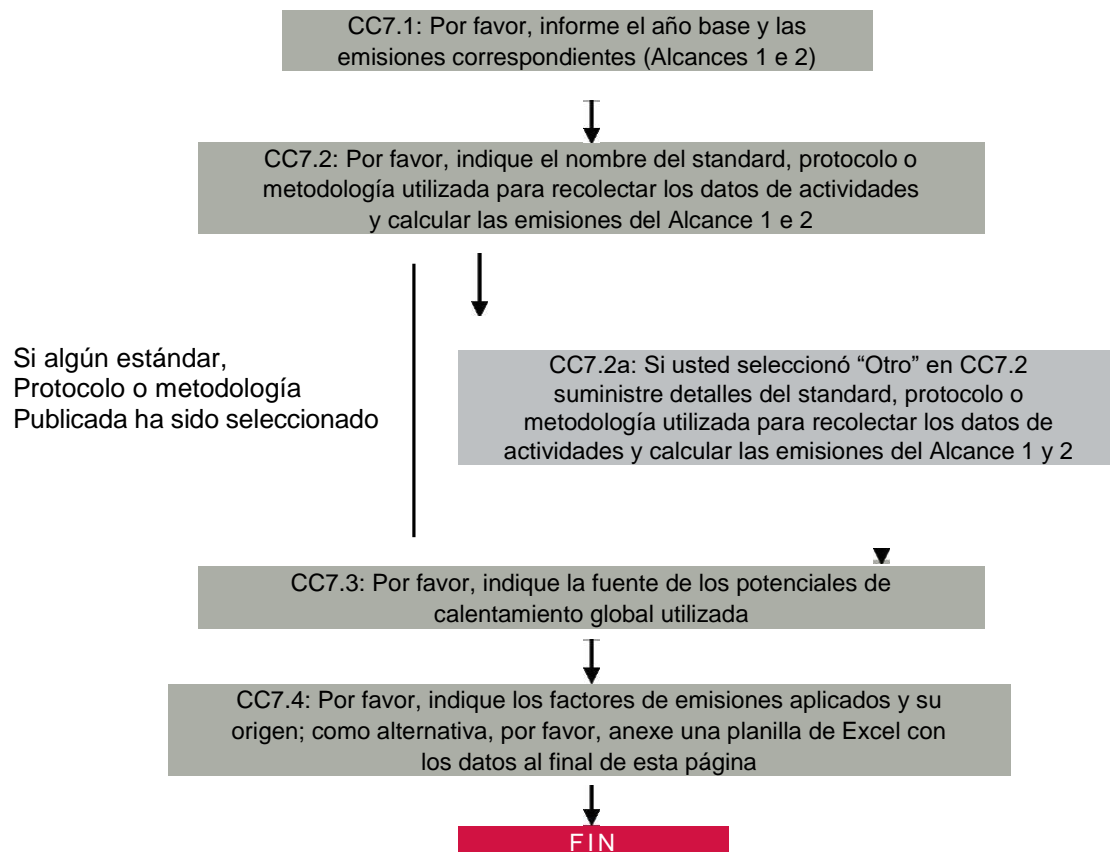 CC7.1: Por favor, informe el año base y las
emisiones correspondientes (Alcances 1 e 2)
CC7.2: Por favor, indique el nombre del standard, protocolo o
metodología utilizada para recolectar los datos de actividades
y calcular las emisiones del Alcance 1 e 2
Si algún estándar,
Protocolo o metodología
Publicada ha sido seleccionado
CC7.2a: Si usted seleccionó “Otro” en CC7.2
suministre detalles del standard, protocolo o
metodología utilizada para recolectar los datos de
actividades y calcular las emisiones del Alcance 1 y 2
CC7.3: Por favor, indique la fuente de los potenciales de
calentamiento global utilizada
CC7.4: Por favor, indique los factores de emisiones aplicados y su
origen; como alternativa, por favor, anexe una planilla de Excel con
los datos al final de esta página
FIN